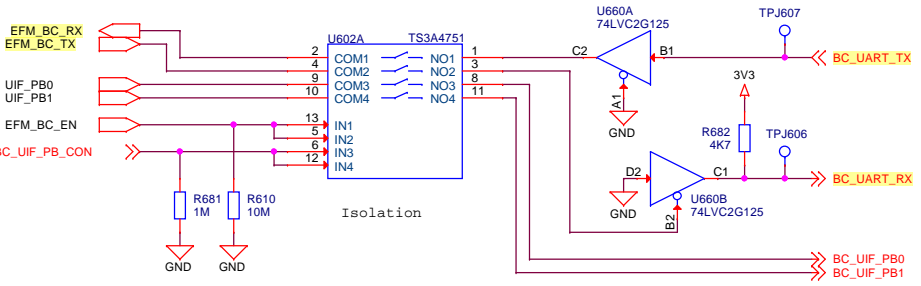 U660A
74LVC2G125
TPJ607
EFM_BC_RX
EFM_BC_TX
U602A
TS3A4751
2
COM1
NO1
1
C2
B1
BC_UART_TX
4
COM2
NO2
3
UIF_PB0
9
COM3
NO3
8
UIF_PB1
10
COM4
NO4
11
A1
3V3
GND
EFM_BC_EN
13
IN1
5
IN2
R682
4K7
TPJ606
BC_UIF_PB_CON
6
IN3
12
IN4
D2
C1
BC_UART_RX
R681
1M
R610
10M
Isolation
GND
B2
U660B
74LVC2G125
GND
GND
BC_UIF_PB0
BC_UIF_PB1